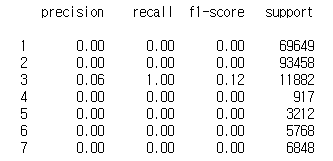 precision recall f1-score support
1 0.00 0.00 0.00 69649
2 0.00 0.00 0.00 93458
3 0.06 1.00 0.12 11882
4 0.00 0.00 0.00 917
5 0.00 0.00 0.00 3212
6 0.00 0.00 0.00 5768
7 0.00 0.00 0.00 6848